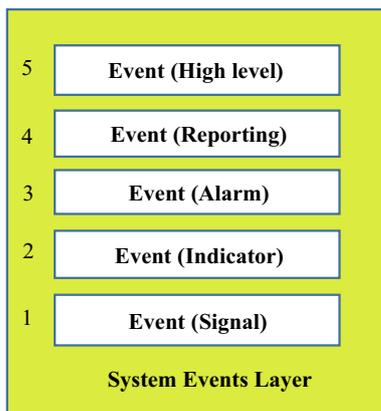 5 Event (High level)
4 Event (Reporting)
3 Event (Alarm)
2 Event (Indicator)
1 Event (Signal)
System Events Layer